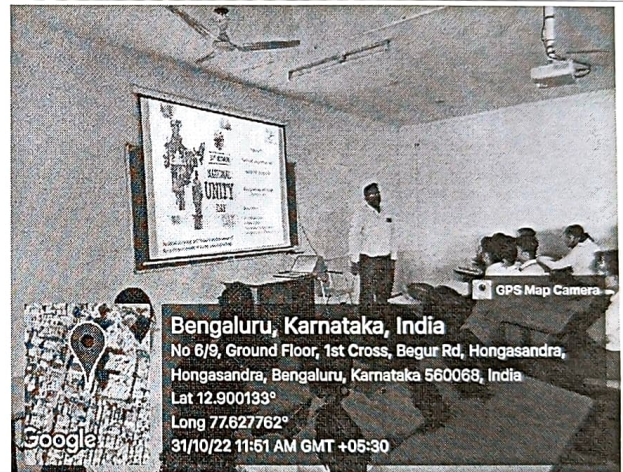 NATIONAL
UNITY
DAY
GPS Map Camera
Bengaluru, Karnataka, India
No 6/9, Ground Floor, 1st Cross, Begur Rd, Hongasandra,
Hongasandra, Bengaluru, Karnataka 560068, India
Lat 12.900133°
Long 77.627762°
31/10/22 11:51 AM GMT +05:30
Google